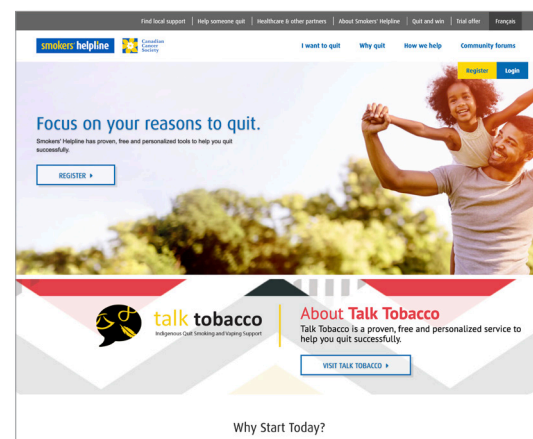 Find local support | Help someone quit | Healthcare & other partners | About Smokers' Helpline | Quit and win | Trial offer Français
smokers' helpline Canadian Cancer Society I want to quit Why quit How we help Community forums
Register Login
Focus on your reasons to quit.
Smokers' Helpline has proven, free and personalized tools to help you quit
successfully.
REGISTER
talk tobacco
Indigenous Quit Smoking and Vaping Support
About Talk Tobacco
Talk Tobacco is a proven, free and personalized service to
help you quit successfully.
VISIT TALK TOBACCO
Why Start Today?